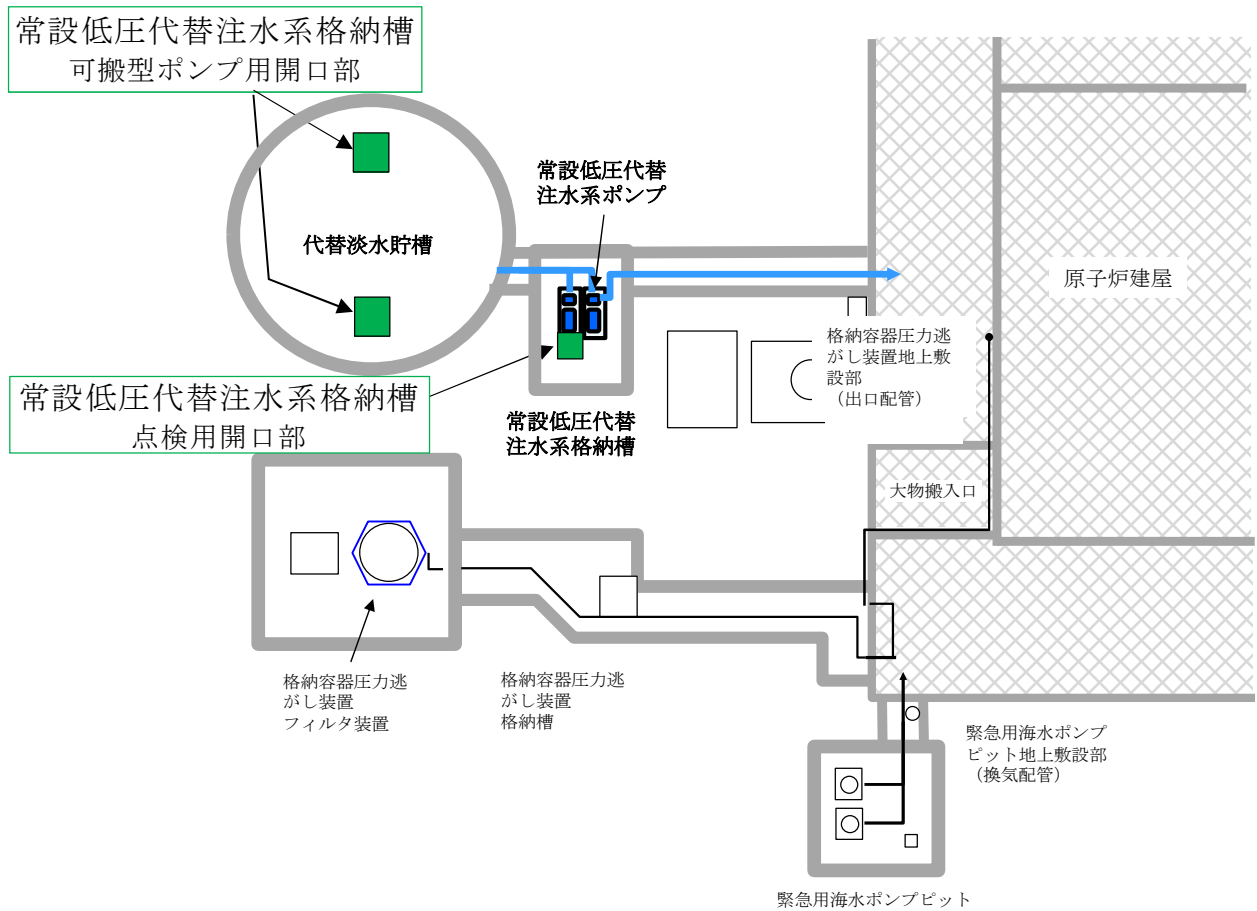 常設低圧代替注水系格納槽
可搬型ポンプ用開口部
常設低圧代替
注水系ポンプ
代替淡水貯槽
原子炉建屋
格納容器圧力逃
がし装置地上敷
設部
（出口配管）
常設低圧代替注水系格納槽
点検用開口部
常設低圧代替
注水系格納槽
大物搬入口
格納容器圧力逃
がし装置
フィルタ装置
格納容器圧力逃
がし装置
格納槽
緊急用海水ポンプ
ピット地上敷設部
（換気配管）
緊急用海水ポンプピット